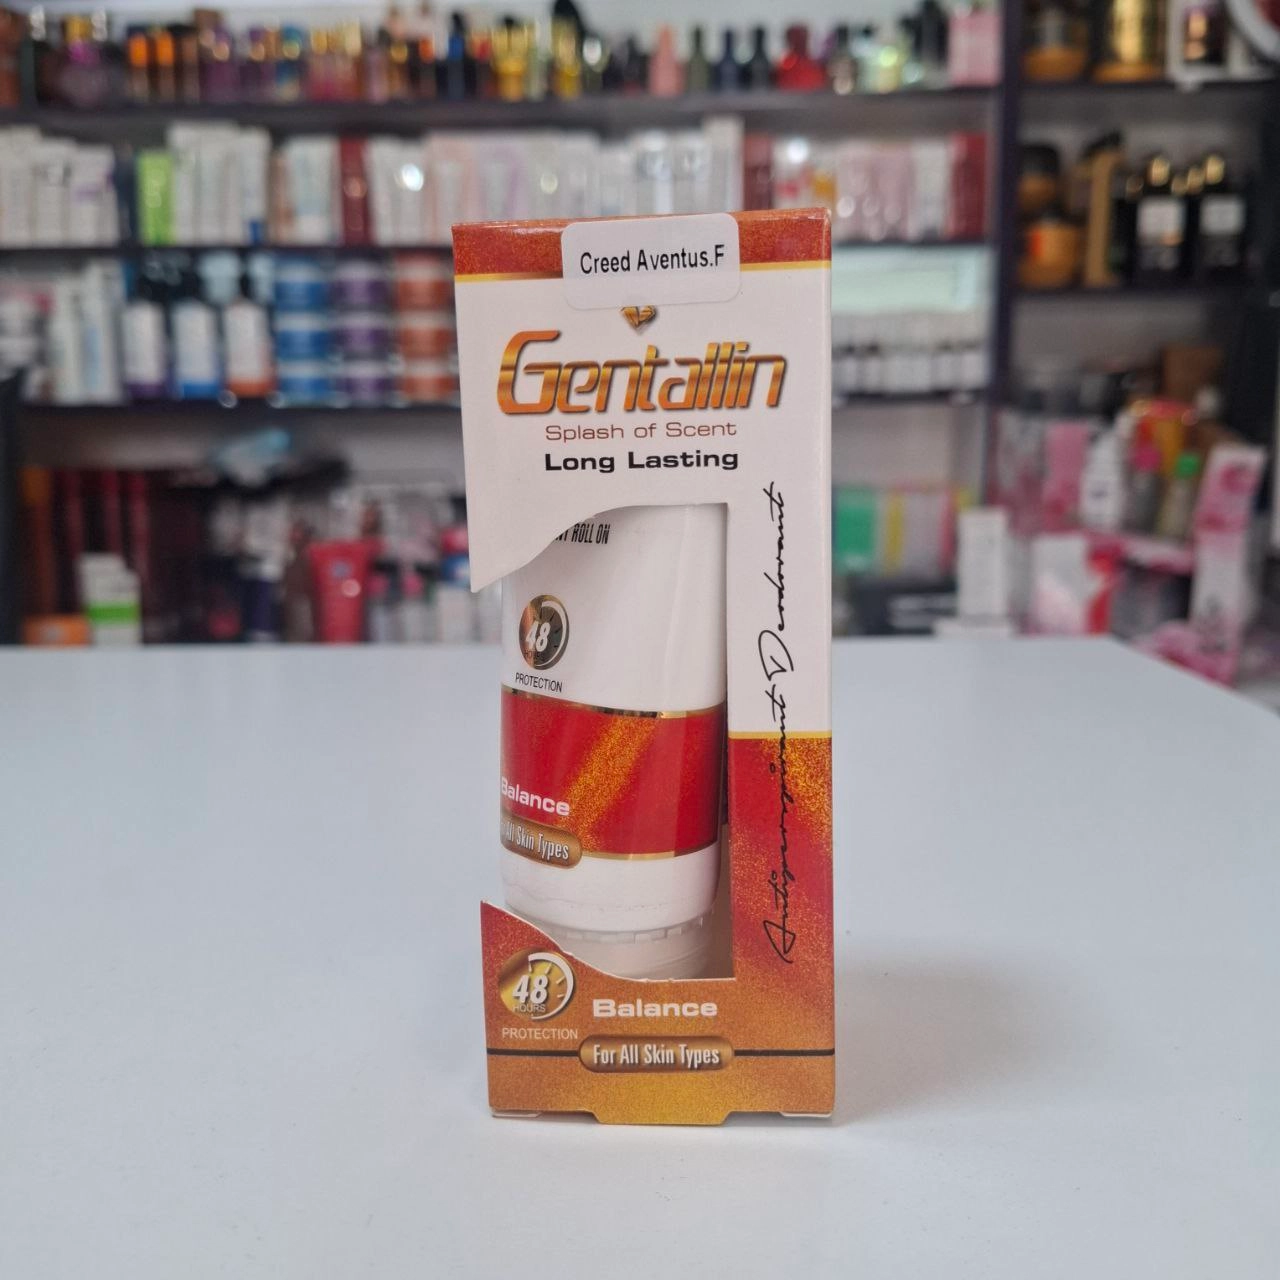 Creed Aventus.F
Gentallin
Splash of Scent
Long Lasting
ROLL ON
48
HOURS
PROTECTION
Balance
All Skin Types
Antiperspirant Deodorant
48
HOURS
PROTECTION
Balance
For All Skin Types